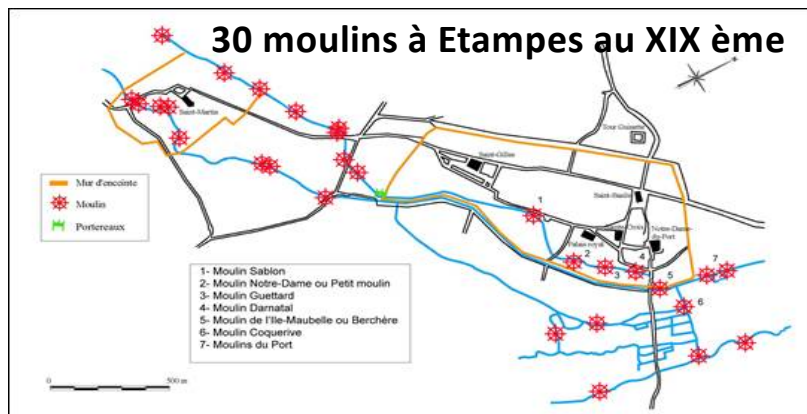 30 moulins à Etampes au XIX ème
Saint-Martin
Tour Guinette
Saint-Gilles
Mur d'enceinte
Moulin
Portereaux
Saint-Basile
1
Notre-Dame-
du-Port
Palais royal
4
2
3
7
5
6
1- Moulin Sablon
2- Moulin Notre-Dame ou Petit moulin
3- Moulin Guettard
4- Moulin Darnatal
5- Moulin de l'Ile-Maubelle ou Berchère
6- Moulin Coquerive
7- Moulins du Port
0
500 m